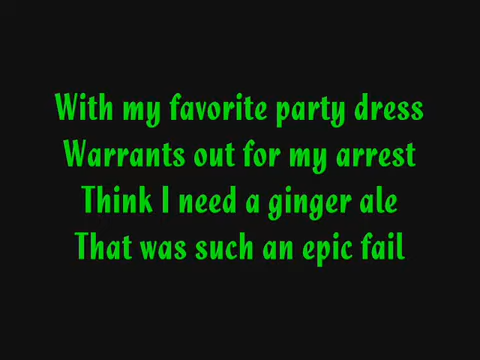 With my favorite party dress
Warrants out for my arrest
Think I need a ginger ale
That was such an epic fail